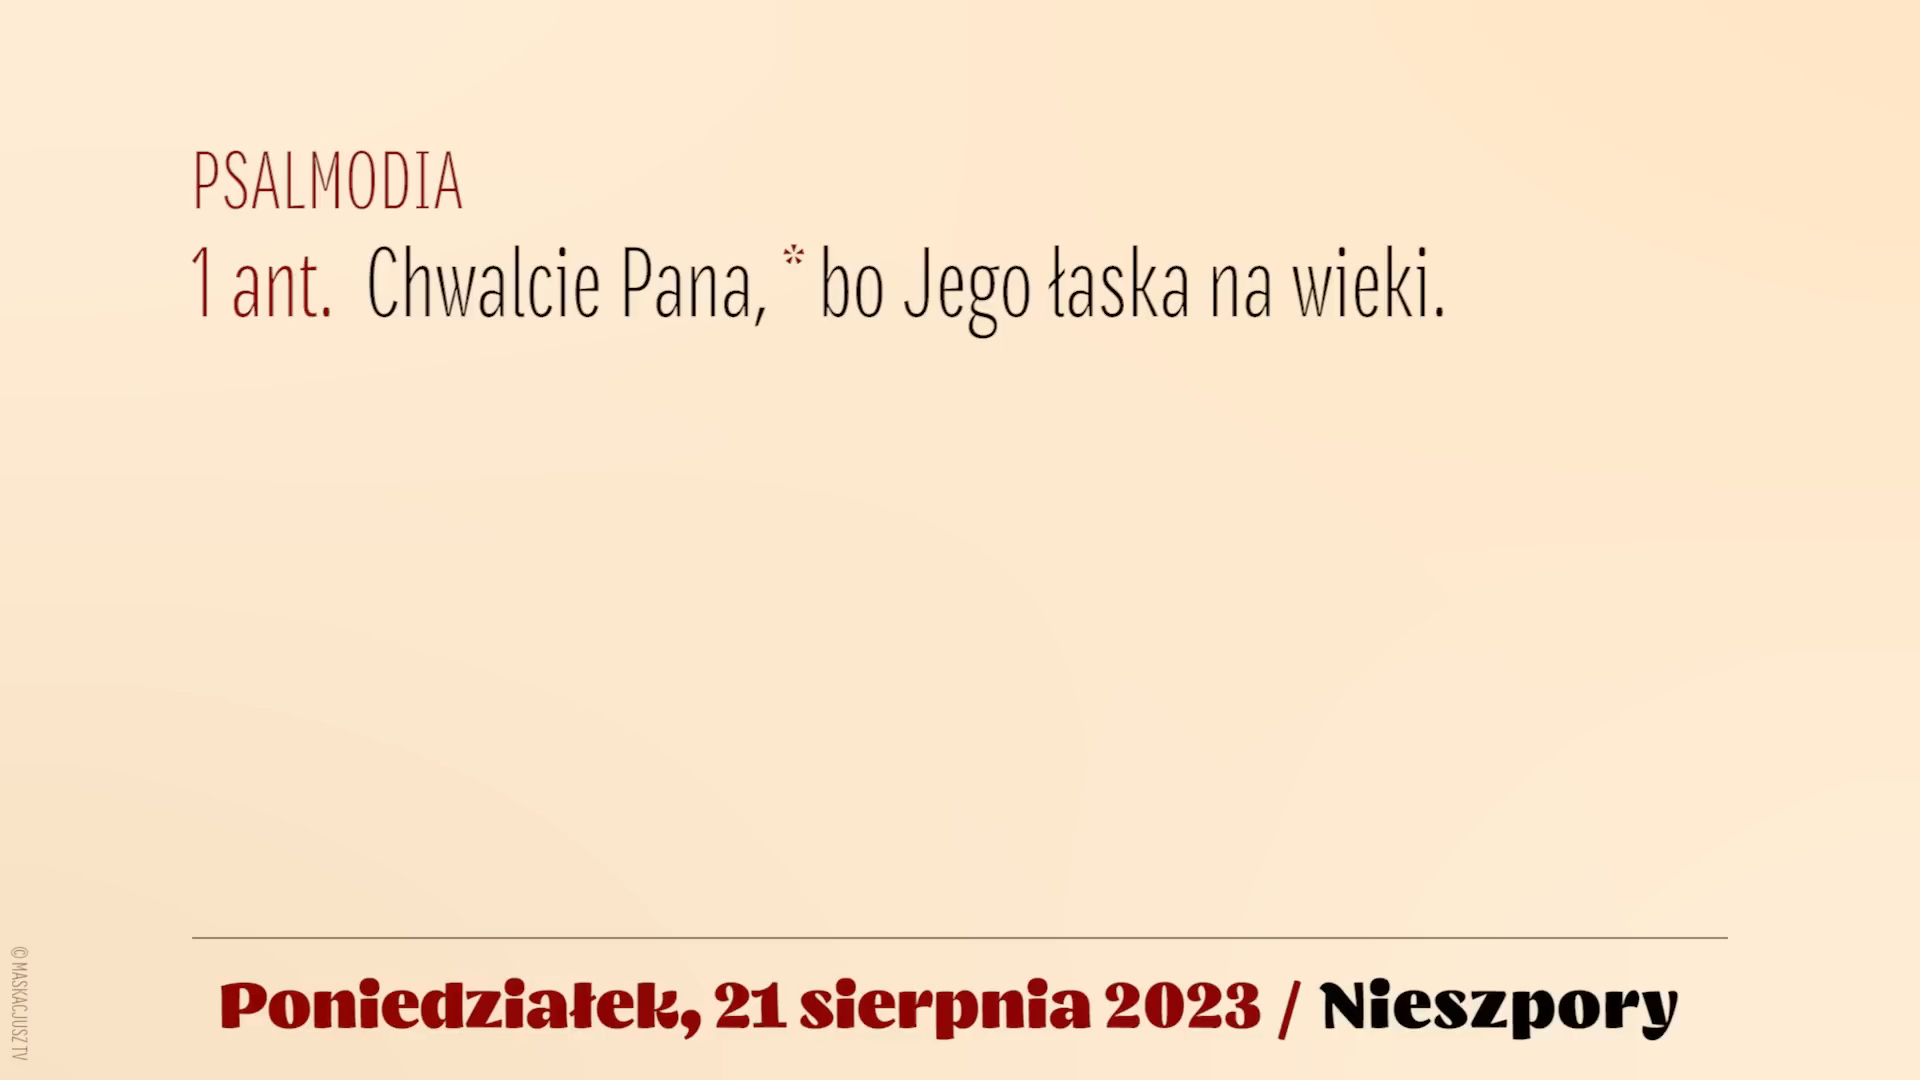 PSALMODIA
1 ant. Chwalcie Pana, * bo Jego łaska na wieki.
Poniedziałek, 21 sierpnia 2023 / Nieszpory
© MASKACJUSZ TV